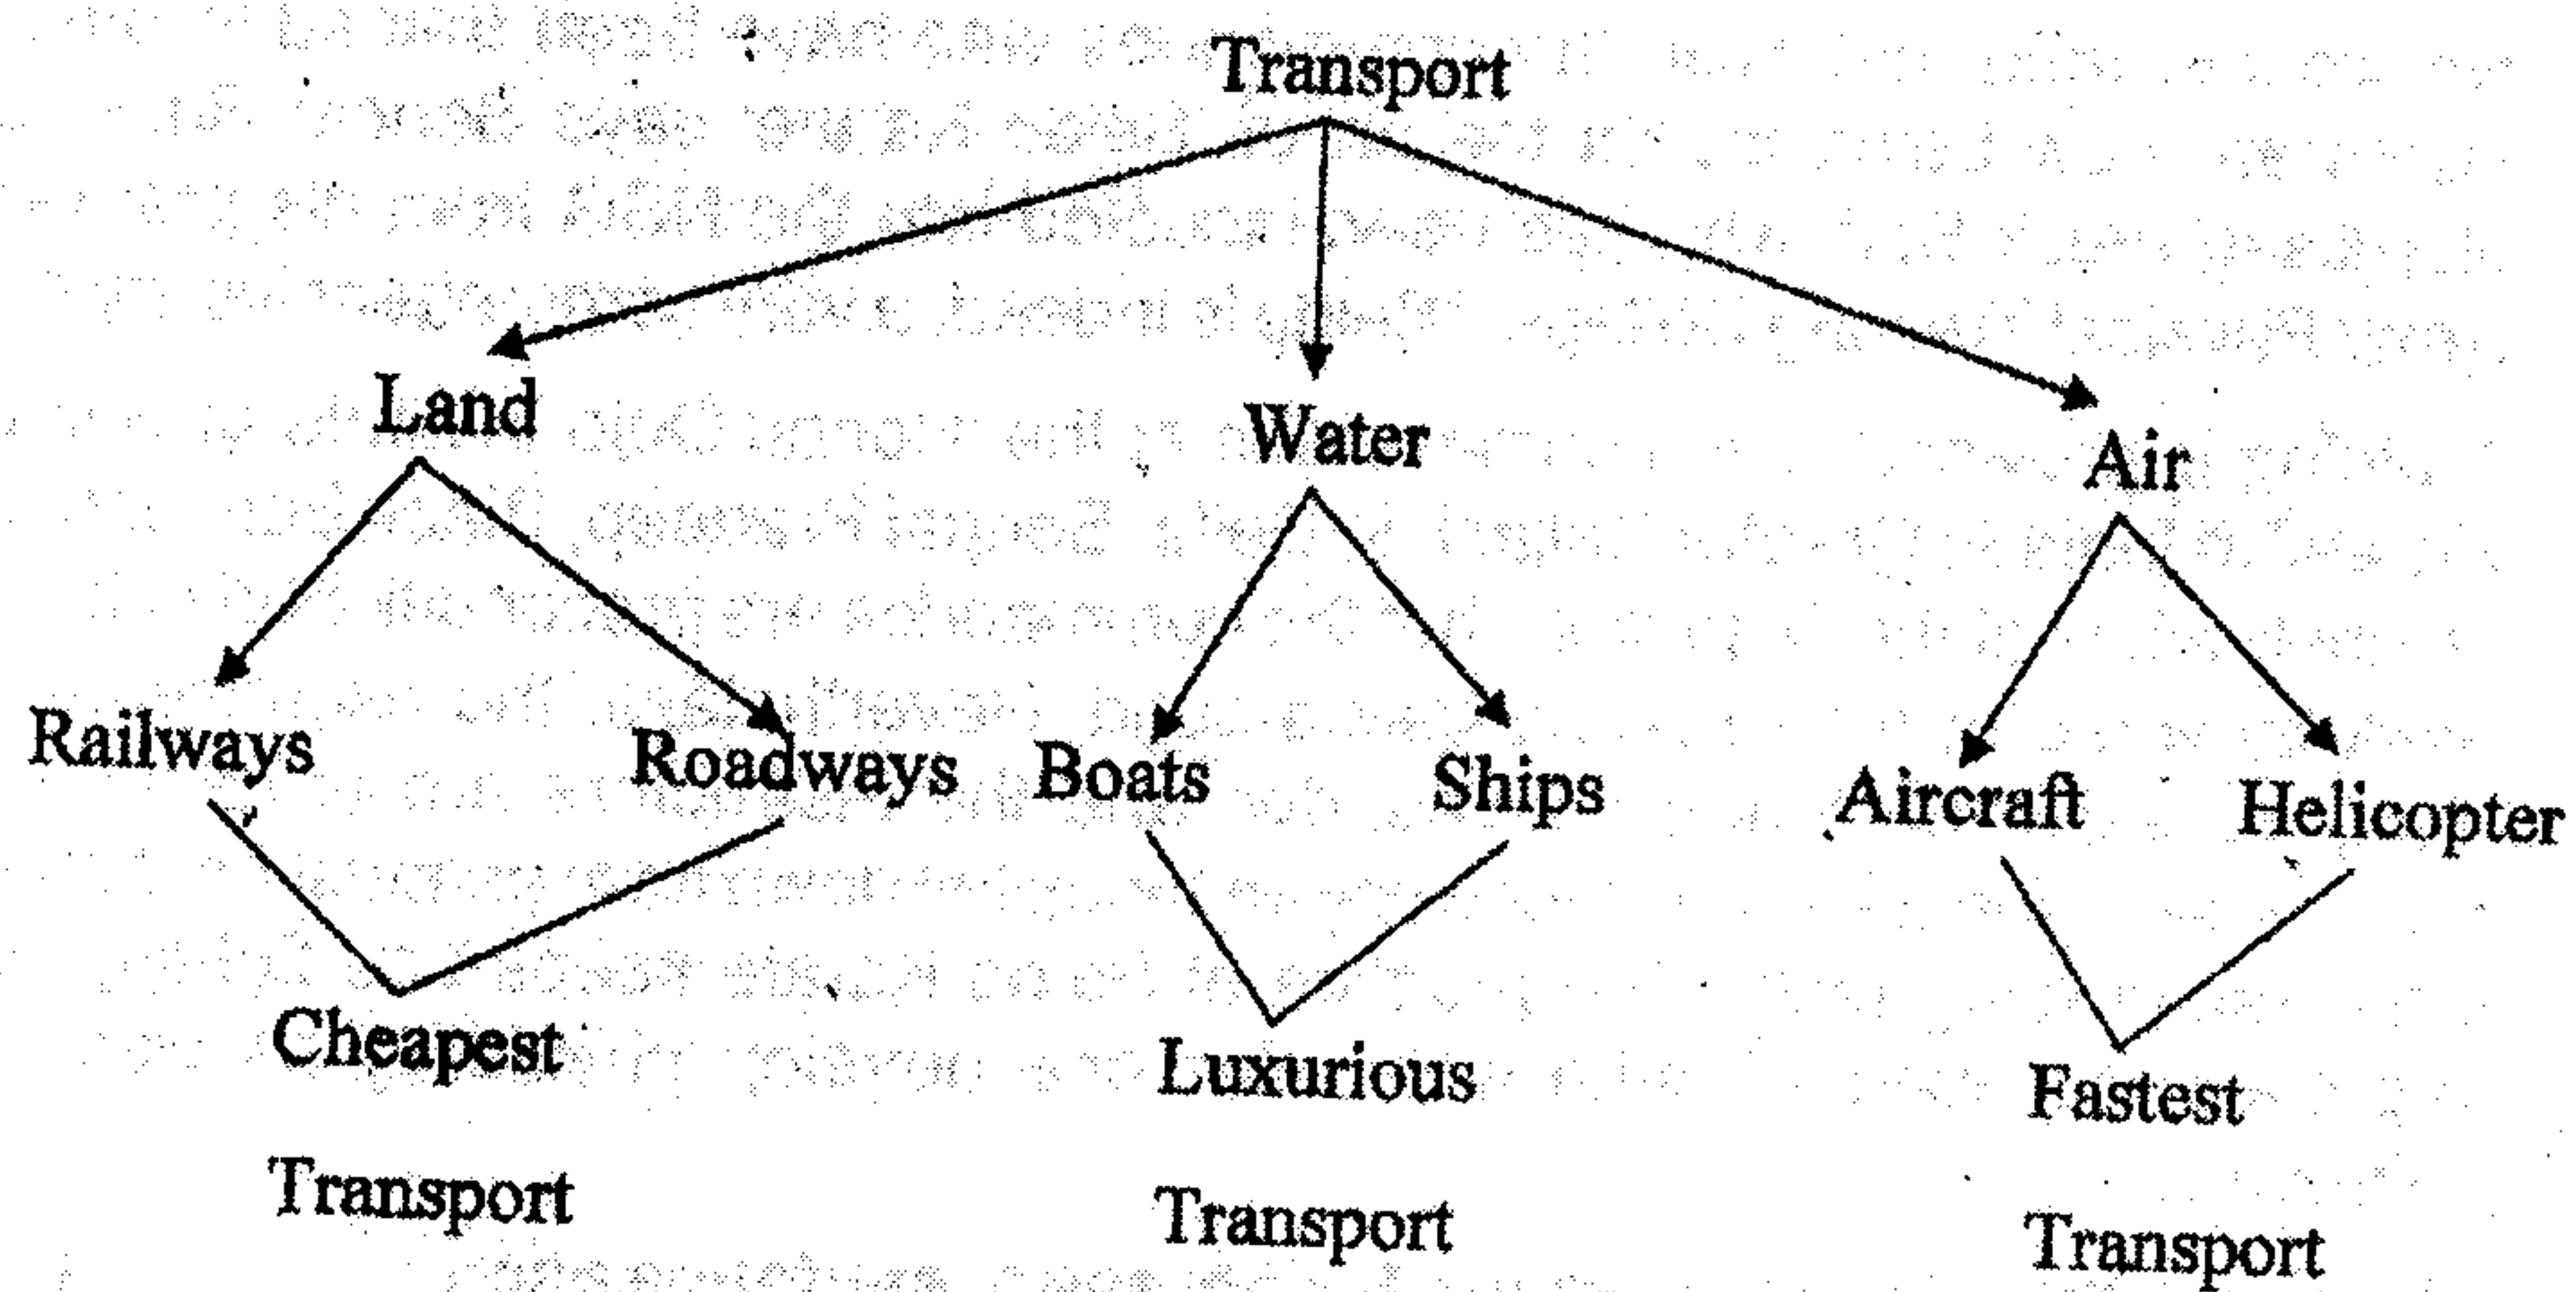 Transport
Land
Water
Air
Railways
Roadways
Boats
Ships
Aircraft
Helicopter
Cheapest
Transport
Luxurious
Transport
Fastest
Transport